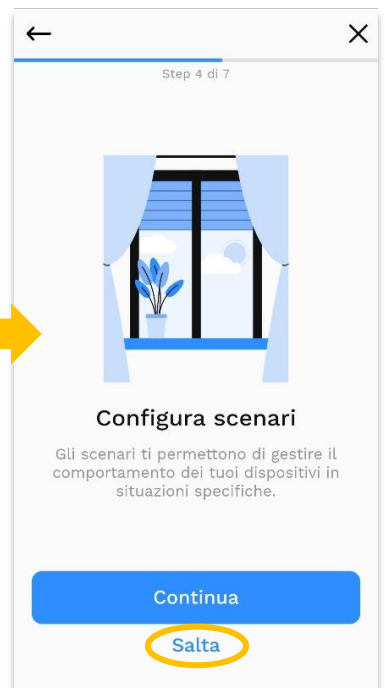 Step 4 di 7
Configura scenari
Gli scenari ti permettono di gestire il
comportamento dei tuoi dispositivi in
situazioni specifiche.
Continua
Salta